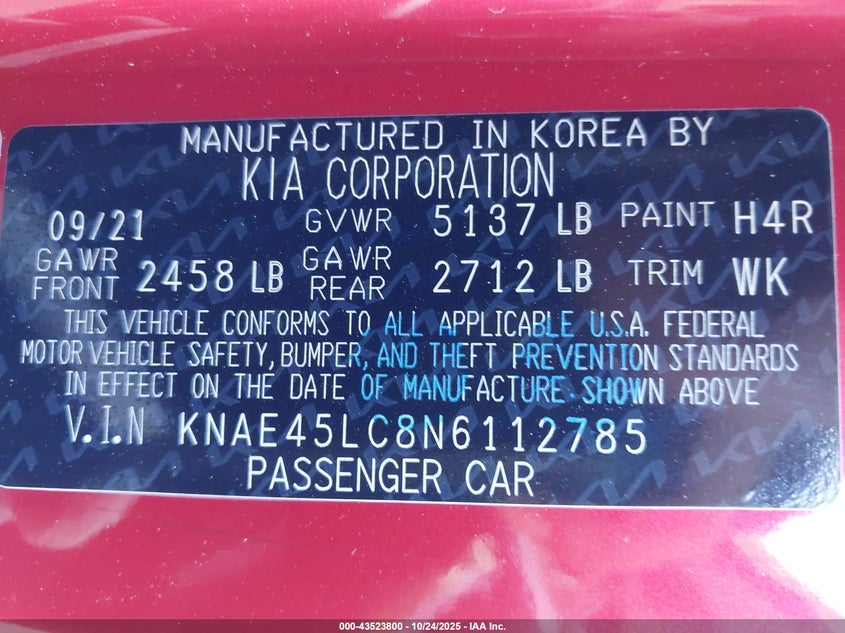 MANUFACTURED IN KOREA BY
KIA CORPORATION
09/21 GVWR 5137 LB PAINT H4R
GAWR FRONT 2458 LB GAWR REAR 2712 LB TRIM WK
THIS VEHICLE CONFORMS TO ALL APPLICABLE U.S.A. FEDERAL
MOTOR VEHICLE SAFETY, BUMPER, AND THEFT PREVENTION STANDARDS
IN EFFECT ON THE DATE OF MANUFACTURE SHOWN ABOVE
V.I.N KNAE45LC8N6112785
PASSENGER CAR
000-43523800 - 10/24/2025 - IAA Inc.